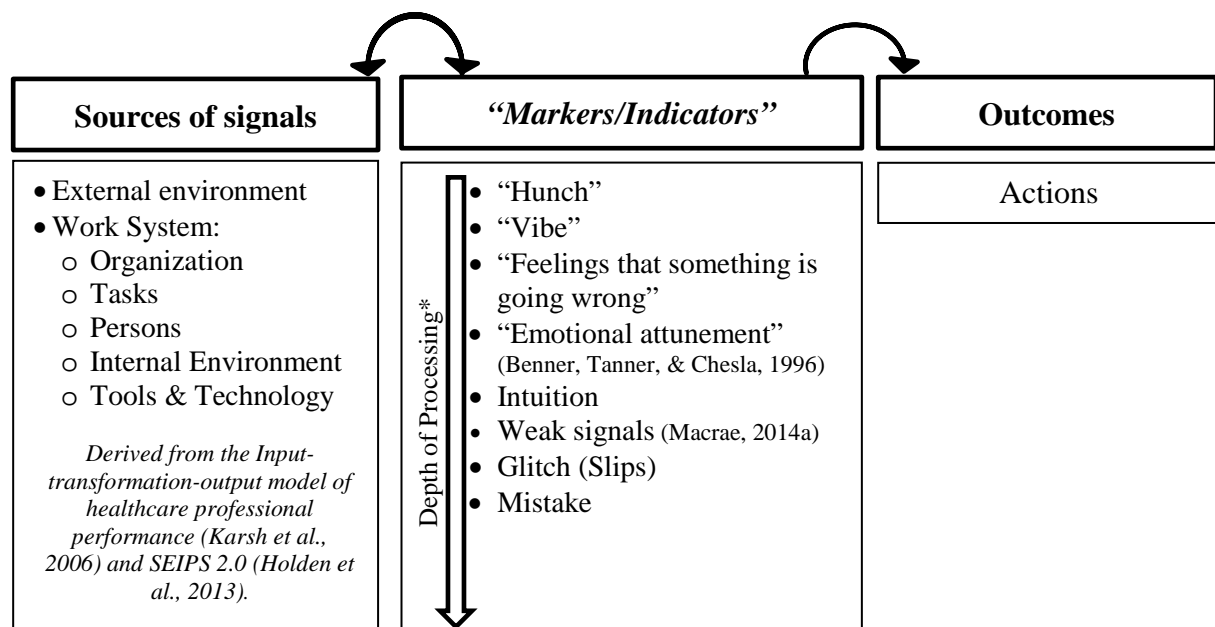 Sources of signals
• External environment
• Work System:
o Organization
o Tasks
o Persons
o Internal Environment
o Tools & Technology
Derived from the Input-
transformation-output model of
healthcare professional
performance (Karsh et al.,
2006) and SEIPS 2.0 (Holden et
al., 2013).
“Markers/Indicators”
Depth of Processing*
• “Hunch”
• “Vibe”
• “Feelings that something is
going wrong”
• “Emotional attunement”
(Benner, Tanner, & Chesla, 1996)
• Intuition
• Weak signals (Macrae, 2014a)
• Glitch (Slips)
• Mistake
Outcomes
Actions